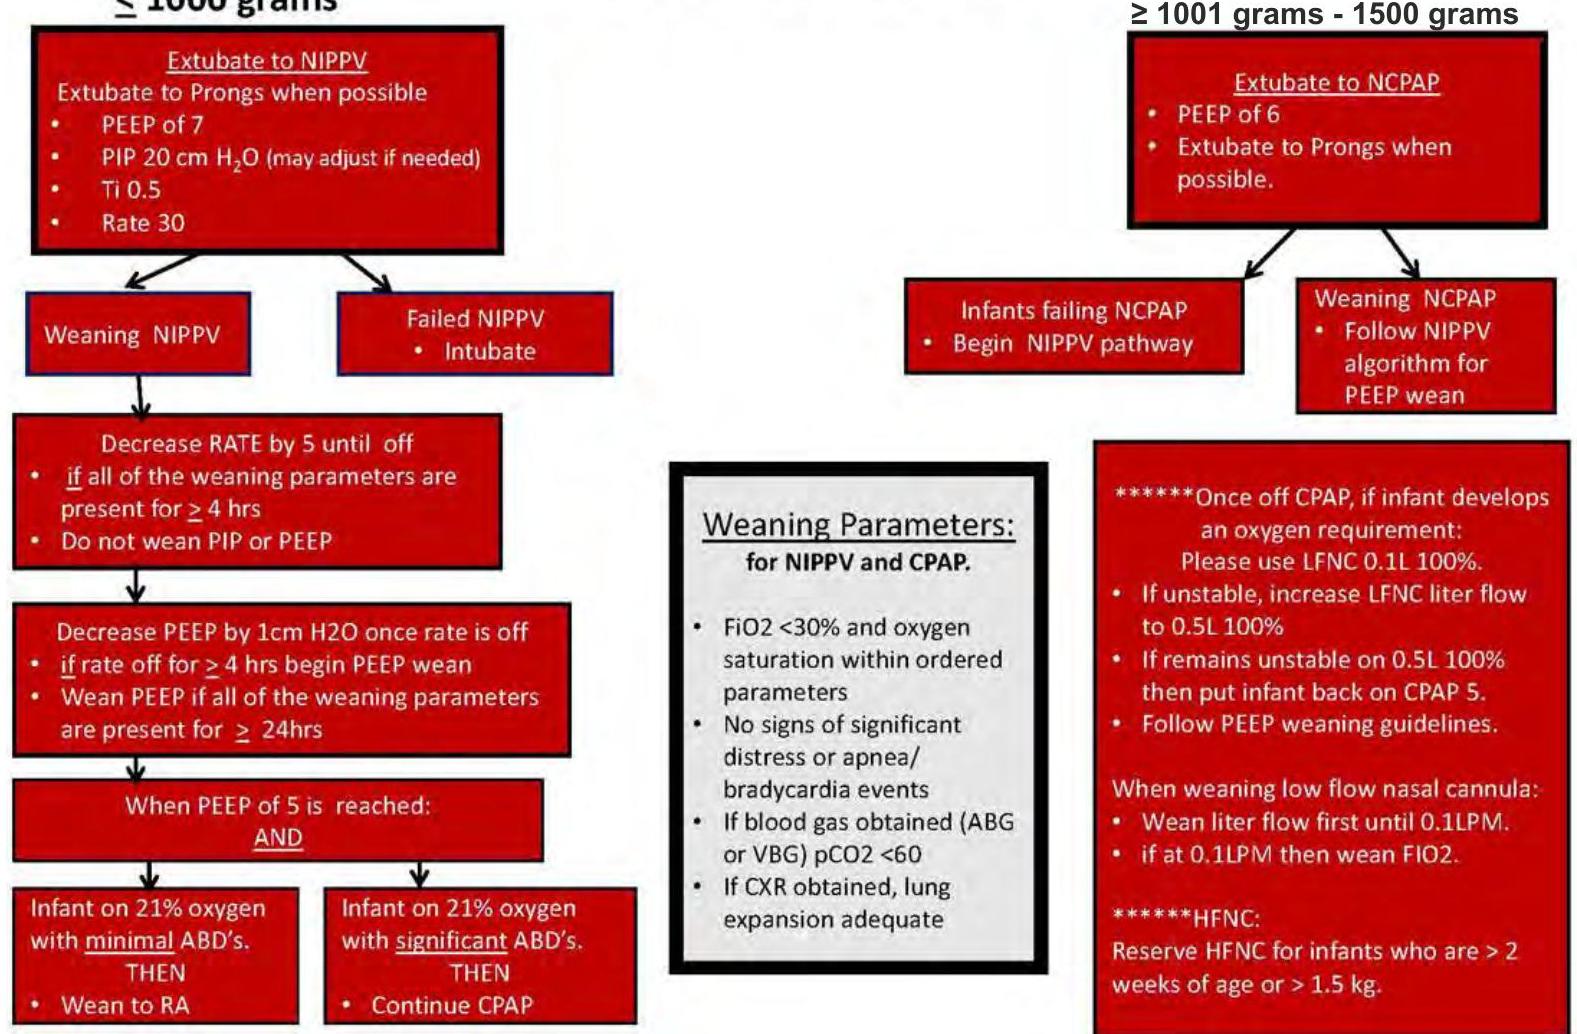 ≤ 1000 grams
Extubate to NIPPV
Extubate to Prongs when possible
• PEEP of 7
• PIP 20 cm H₂O (may adjust if needed)
• Ti 0.5
• Rate 30
Weaning NIPPV
Failed NIPPV
• Intubate
Decrease RATE by 5 until off
• if all of the weaning parameters are
present for ≥ 4 hrs
• Do not wean PIP or PEEP
Decrease PEEP by 1cm H2O once rate is off
• if rate off for ≥ 4 hrs begin PEEP wean
• Wean PEEP if all of the weaning parameters
are present for ≥ 24hrs
When PEEP of 5 is reached:
AND
Infant on 21% oxygen
with minimal ABD's.
THEN
• Wean to RA
Infant on 21% oxygen
with significant ABD's.
THEN
• Continue CPAP
Weaning Parameters:
for NIPPV and CPAP.
• FiO2 <30% and oxygen
saturation within ordered
parameters
• No signs of significant
distress or apnea/
bradycardia events
• If blood gas obtained (ABG
or VBG) pCO2 <60
• If CXR obtained, lung
expansion adequate
≥ 1001 grams - 1500 grams
Extubate to NCPAP
• PEEP of 6
• Extubate to Prongs when
possible.
Infants failing NCPAP
• Begin NIPPV pathway
Weaning NCPAP
• Follow NIPPV
algorithm for
PEEP wean
******Once off CPAP, if infant develops
an oxygen requirement:
Please use LFNC 0.1L 100%.
• If unstable, increase LFNC liter flow
to 0.5L 100%
• If remains unstable on 0.5L 100%
then put infant back on CPAP 5.
• Follow PEEP weaning guidelines.
When weaning low flow nasal cannula:
• Wean liter flow first until 0.1LPM.
• if at 0.1LPM then wean FIO2.
******HFNC:
Reserve HFNC for infants who are > 2
weeks of age or > 1.5 kg.